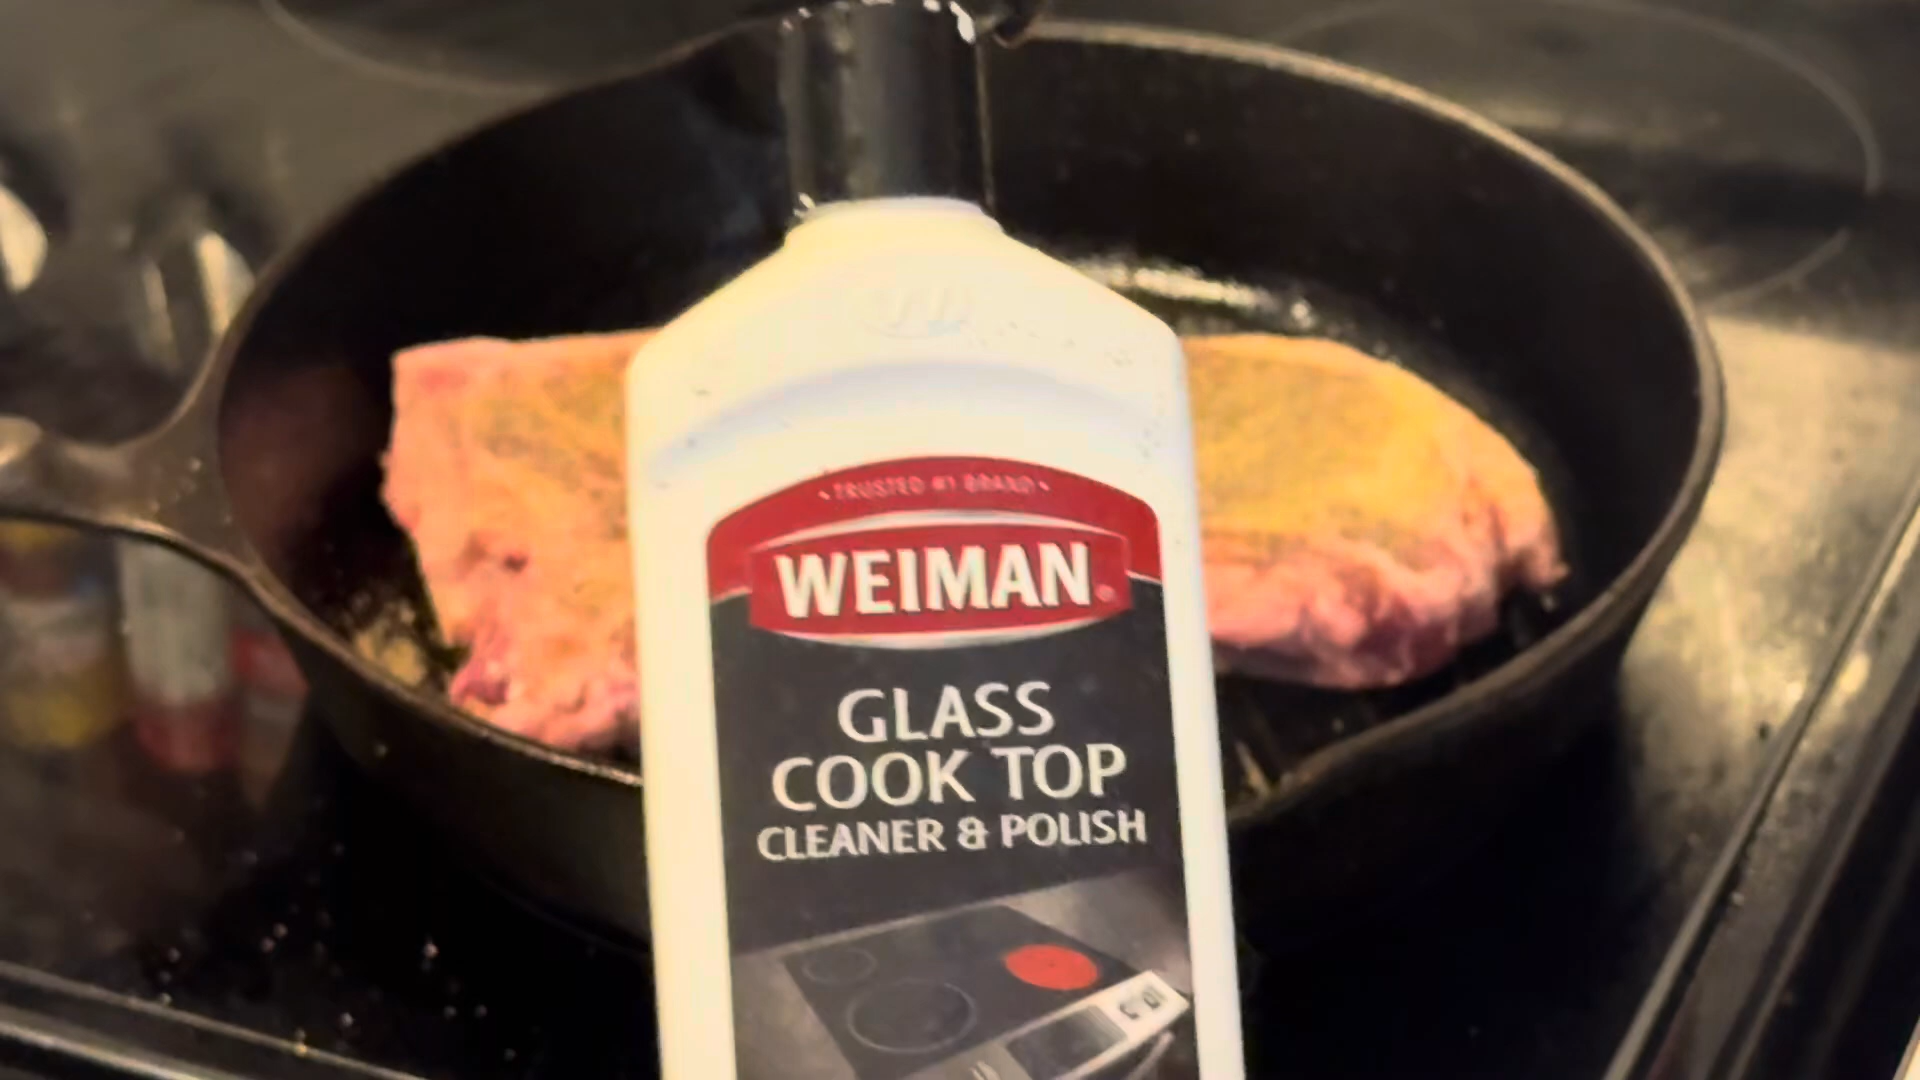 TRUSTED #1 BRAND
WEIMAN
GLASS
COOK TOP
CLEANER & POLISH